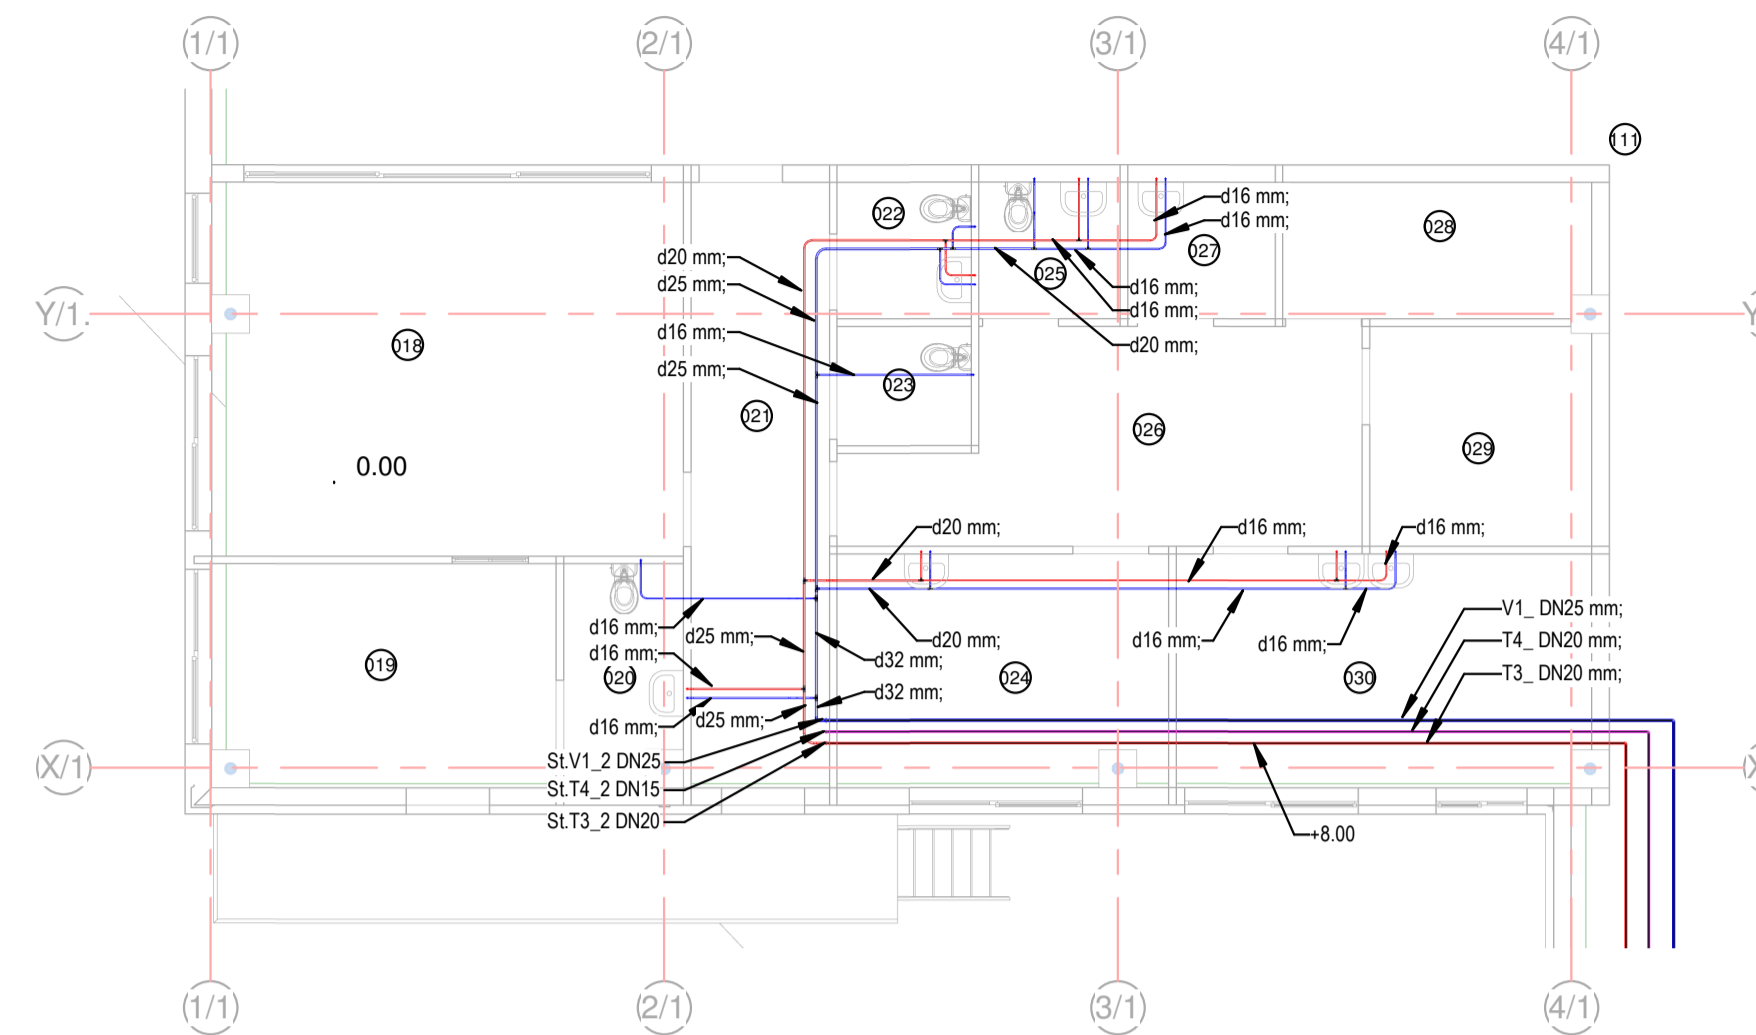 (1/1)
(2/1)
(3/1)
(4/1)
111
022
d16 mm;
d16 mm;
028
027
d20 mm;
d25 mm;
025
d16 mm;
d16 mm;
Y/1.
Y
d16 mm;
d20 mm;
018
d25 mm;
023
021
026
029
0.00
d20 mm;
d16 mm;
d16 mm;
d16 mm;
d25 mm;
d20 mm;
d16 mm;
d16 mm;
V1_ DN25 mm;
T4_ DN20 mm;
T3_ DN20 mm;
d16 mm;
d32 mm;
019
020
024
030
d32 mm;
d16 mm;
d25 mm;
St.V1_2 DN25
(X/1)
(X
St.T4_2 DN15
St.T3_2 DN20
+8.00
(1/1)
(2/1)
(3/1)
(4/1)